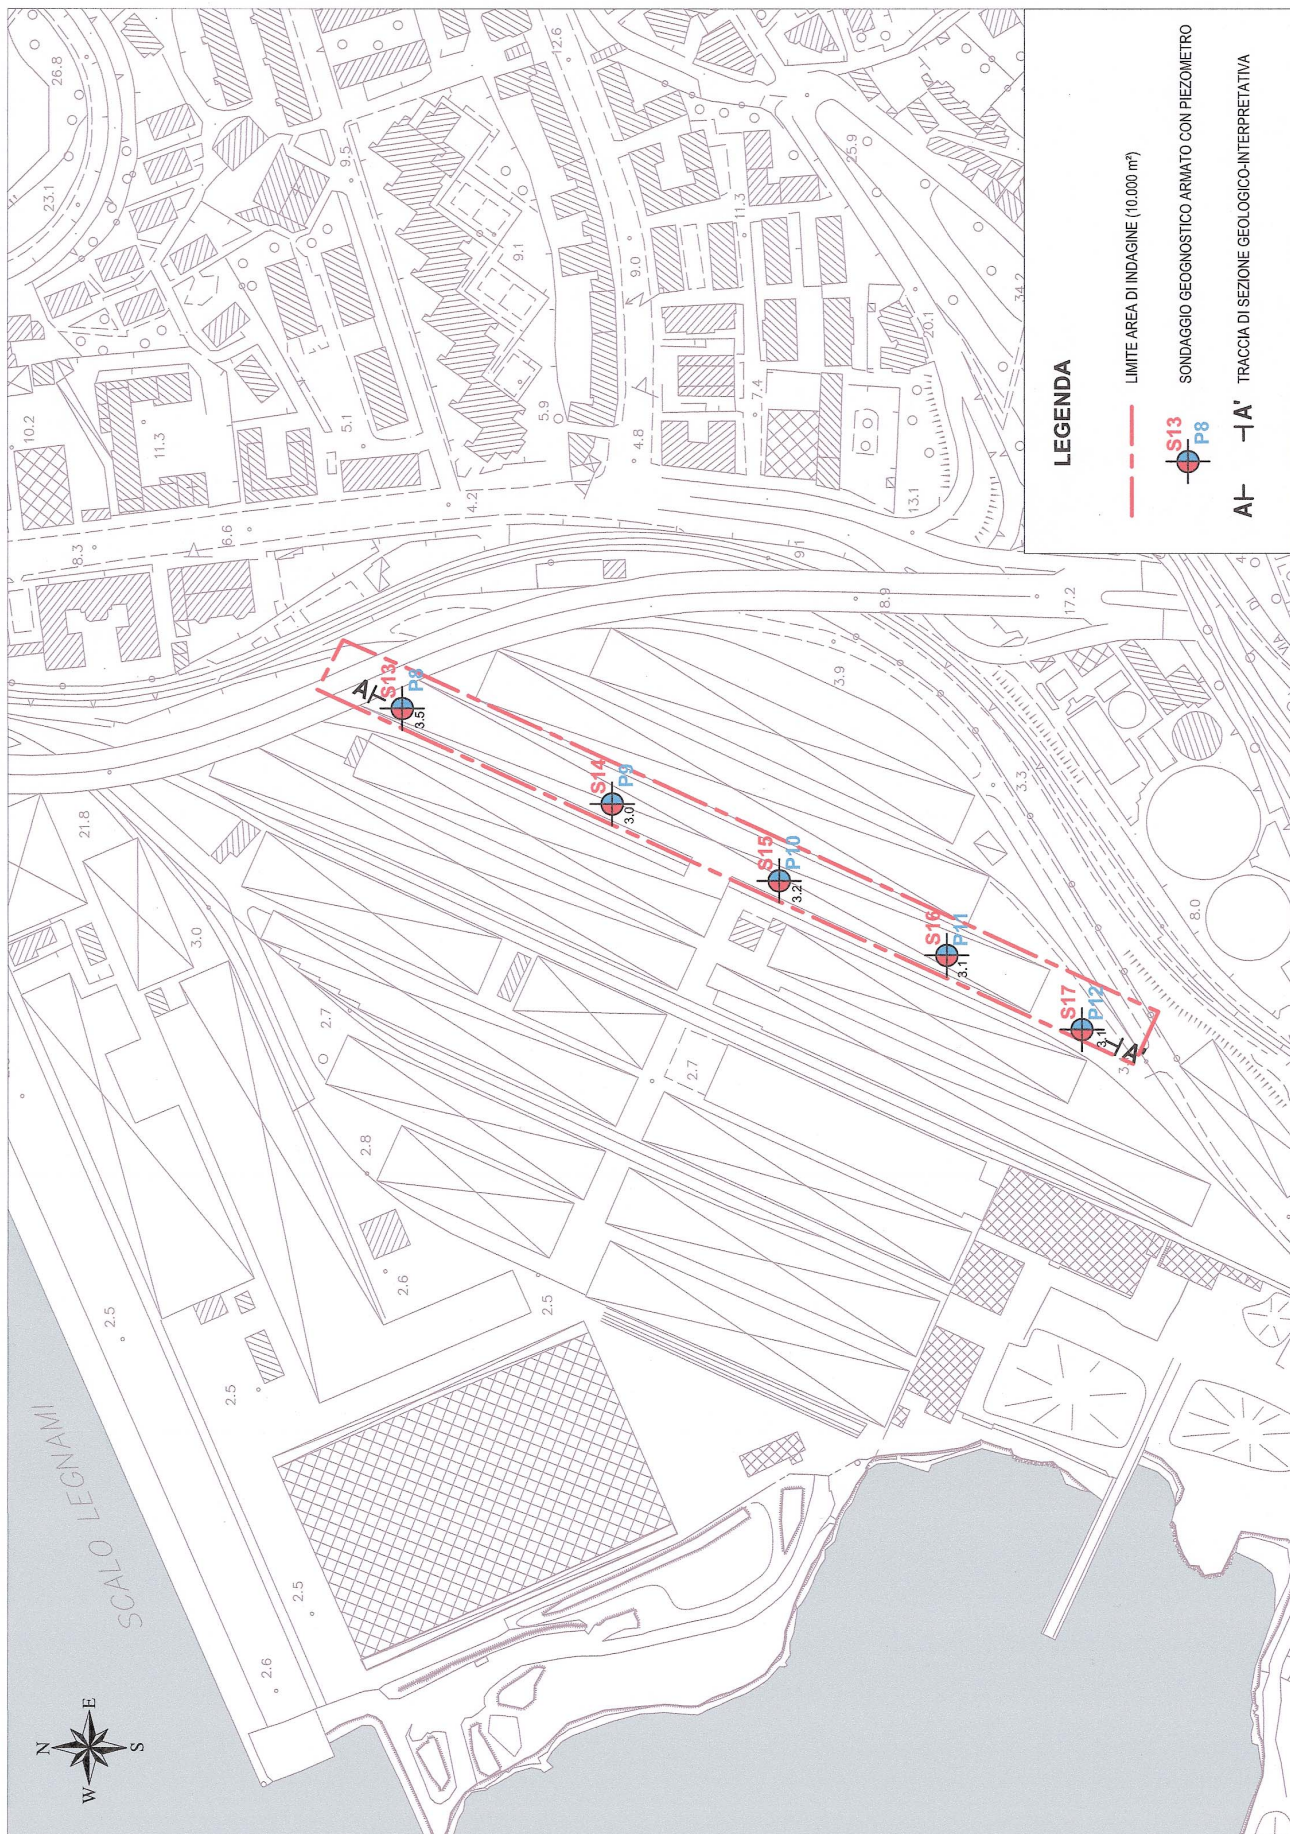 N
W
E
S
SCALO LEGNAMI
26.8
23.1
12.6
9.5
25.9
10.2
11.3
9.1
9.0
11.3
34.2
20.1
5.1
5.9
4.8
7.4
8.3
6.6
4.2
13.1
9.1
18.9
17.2
3.9
3.3
8.0
21.8
3.0
2.7
2.7
2.8
2.6
2.5
2.5
2.5
2.5
2.6
A
S13
P8
3.5
S14
P9
3.0
S15
P10
3.2
S16
P11
3.1
S17
P12
3.1
A'
LEGENDA
LIMITE AREA DI INDAGINE (10.000 m²)
S13
P8
SONDAGGIO GEOGNOSTICO ARMATO CON PIEZOMETRO
A A'
TRACCIA DI SEZIONE GEOLOGICO-INTERPRETATIVA